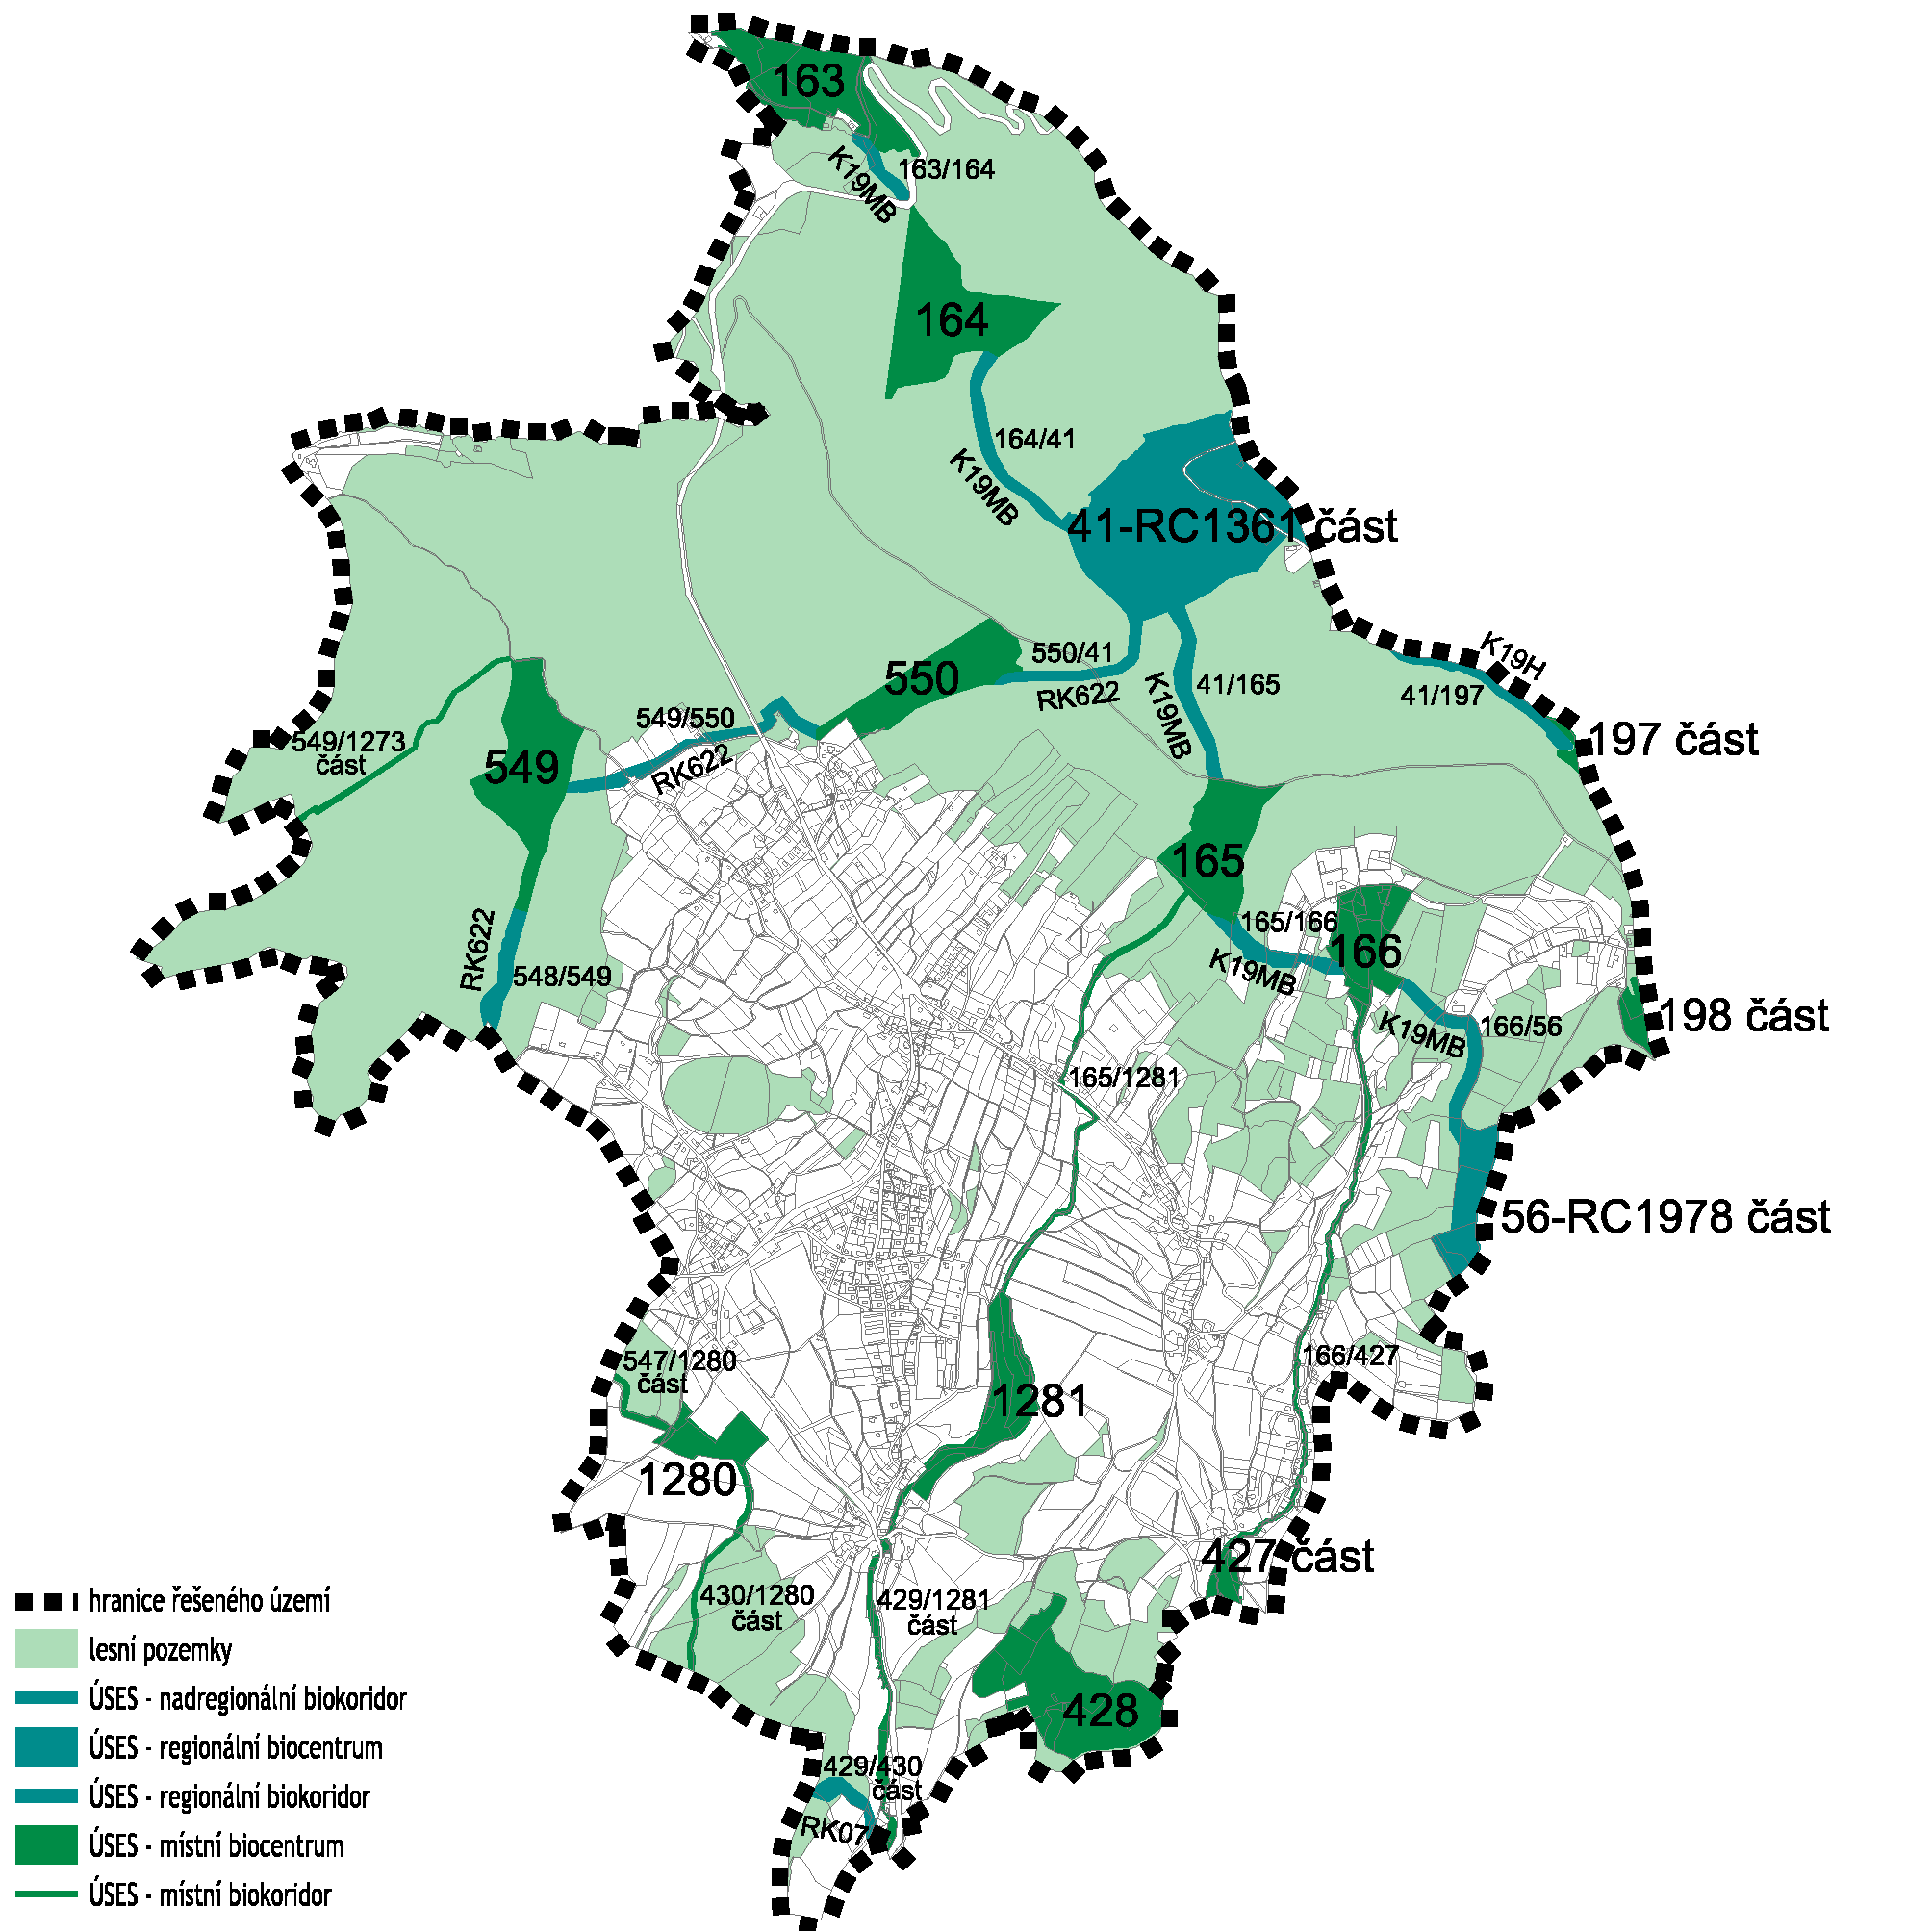 163
163/164
K19MB
164
164/41
K19MB
41-RC1361 část
K19H
550/41
550
RK622
41/165
K19MB
41/197
197 část
549/550
RK622
549/1273
část
549
165
165/166
K19MB
166
RK622
548/549
166/56
K19MB
198 část
165/1281
56-RC1978 část
547/1280
část
166/427
1281
1280
427 část
430/1280
část
429/1281
část
428
429/430
část
RK07
hranice řešeného území
lesní pozemky
ÚSES - nadregionální biokoridor
ÚSES - regionální biocentrum
ÚSES - regionální biokoridor
ÚSES - místní biocentrum
ÚSES - místní biokoridor